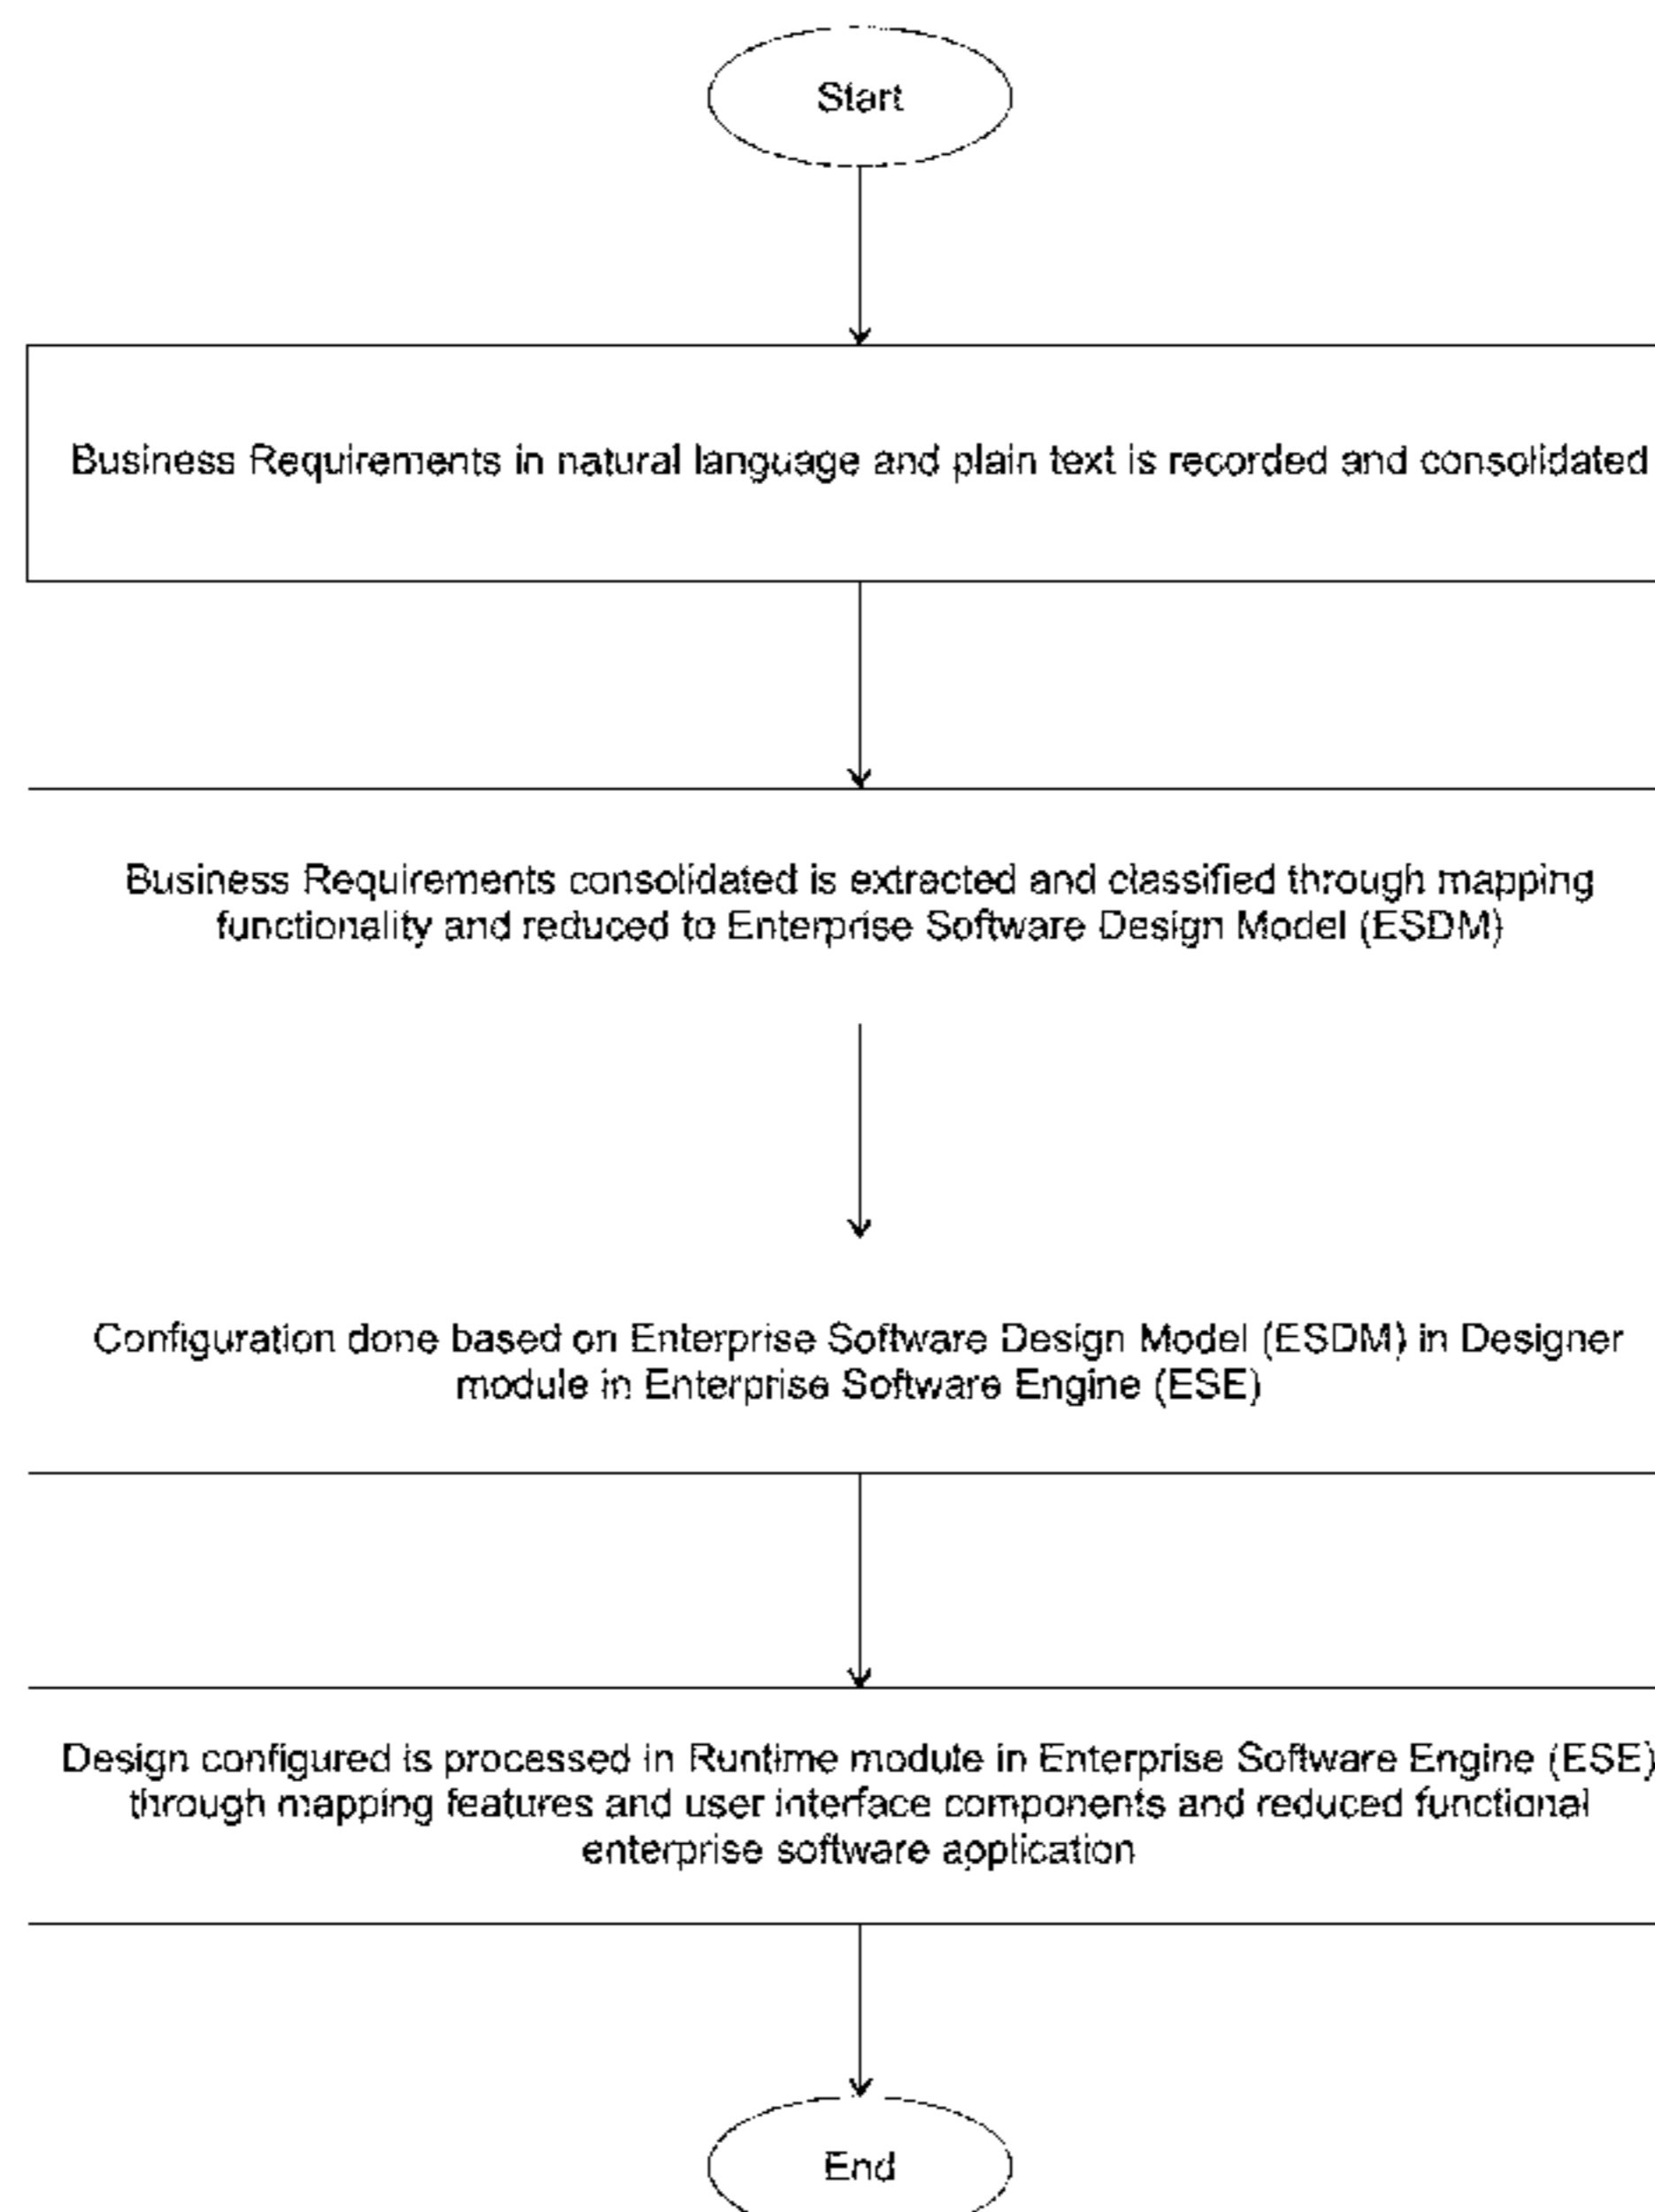 Start
Business Requirements in natural language and plain text is recorded and consolidated
Business Requirements consolidated is extracted and classified through mapping
functionality and reduced to Enterprise Software Design Model (ESDM)
Configuration done based on Enterprise Software Design Model (ESDM) in Designer
module in Enterprise Software Engine (ESE)
Design configured is processed in Runtime module in Enterprise Software Engine (ESE)
through mapping features and user interface components and reduced functional
enterprise software application
End